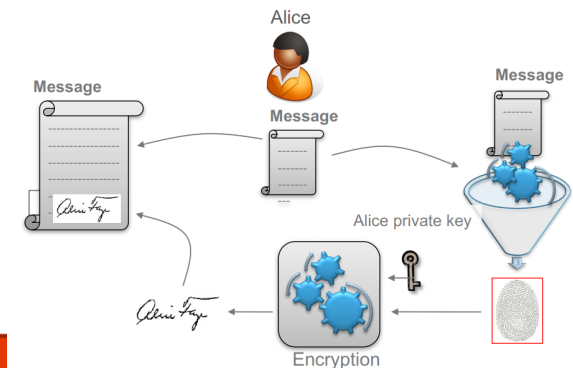 Alice
Message
Message
Message
Alice private key
Encryption